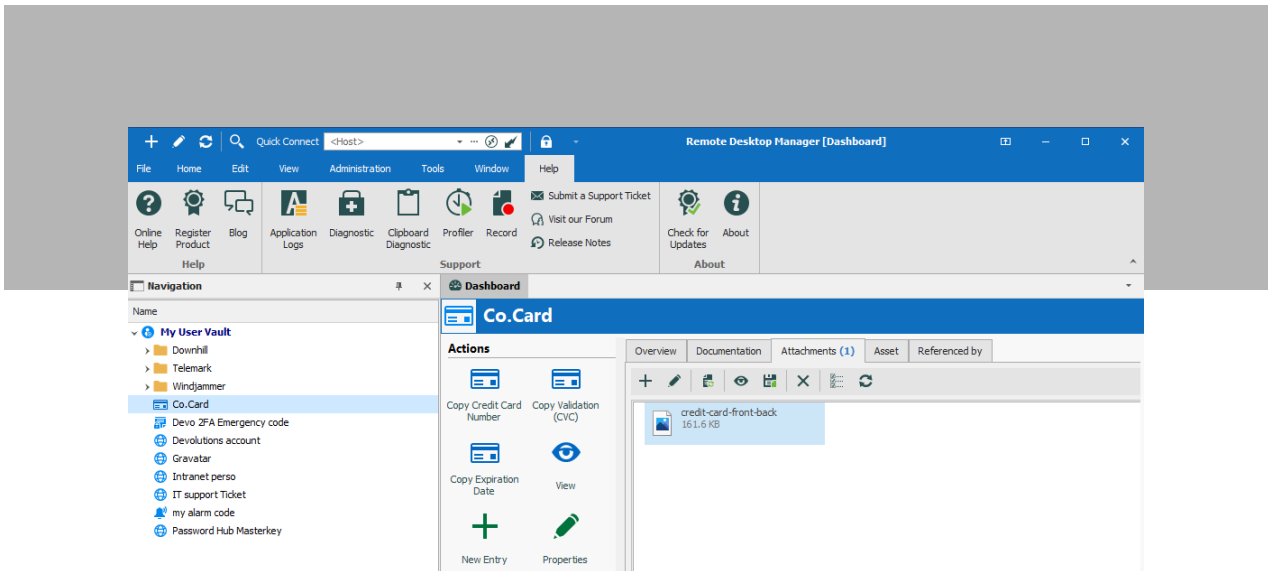 Quick Connect <Host>
Remote Desktop Manager [Dashboard]
File Home Edit View Administration Tools Window Help
Online Help
Register Product
Blog
Help
Application Logs
Diagnostic
Clipboard Diagnostic
Profiler
Record
Submit a Support Ticket
Visit our Forum
Release Notes
Support
Check for Updates
About
About
Navigation
Name
My User Vault
Downhill
Telemark
Windjammer
Co.Card
Devo 2FA Emergency code
Devolutions account
Gravatar
Intranet perso
IT support Ticket
my alarm code
Password Hub Masterkey
Dashboard
Co.Card
Actions
Copy Credit Card Number
Copy Validation (CVC)
Copy Expiration Date
View
New Entry
Properties
Overview Documentation Attachments (1) Asset Referenced by
credit-card-front-back
161.6 KB